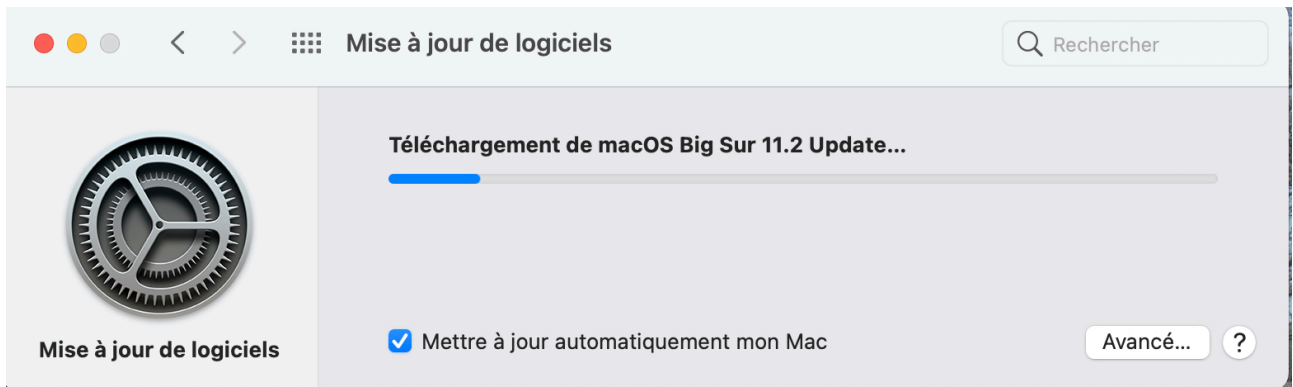 Mise à jour de logiciels
Rechercher
Téléchargement de macOS Big Sur 11.2 Update...
Mise à jour de logiciels
Mettre à jour automatiquement mon Mac
Avancé...
?